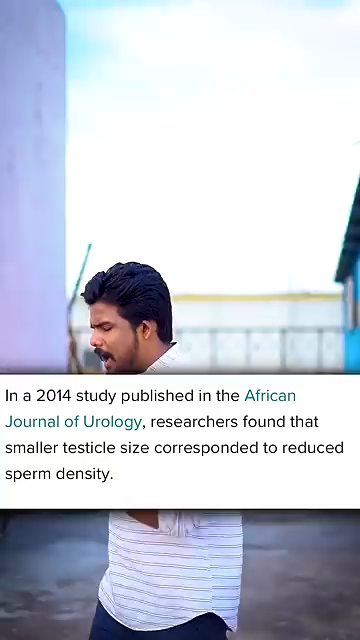 In a 2014 study published in the African
Journal of Urology, researchers found that
smaller testicle size corresponded to reduced
sperm density.